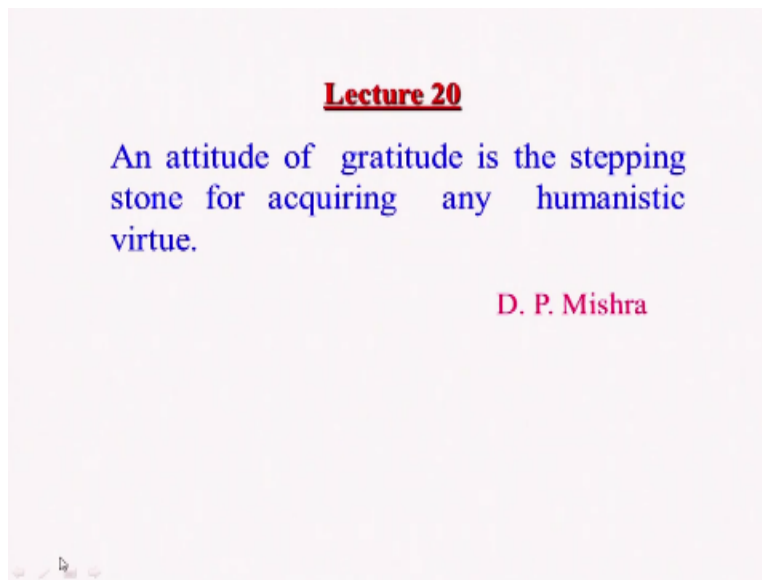 Lecture 20
An attitude of gratitude is the stepping
stone for acquiring any humanistic
virtue.
D. P. Mishra